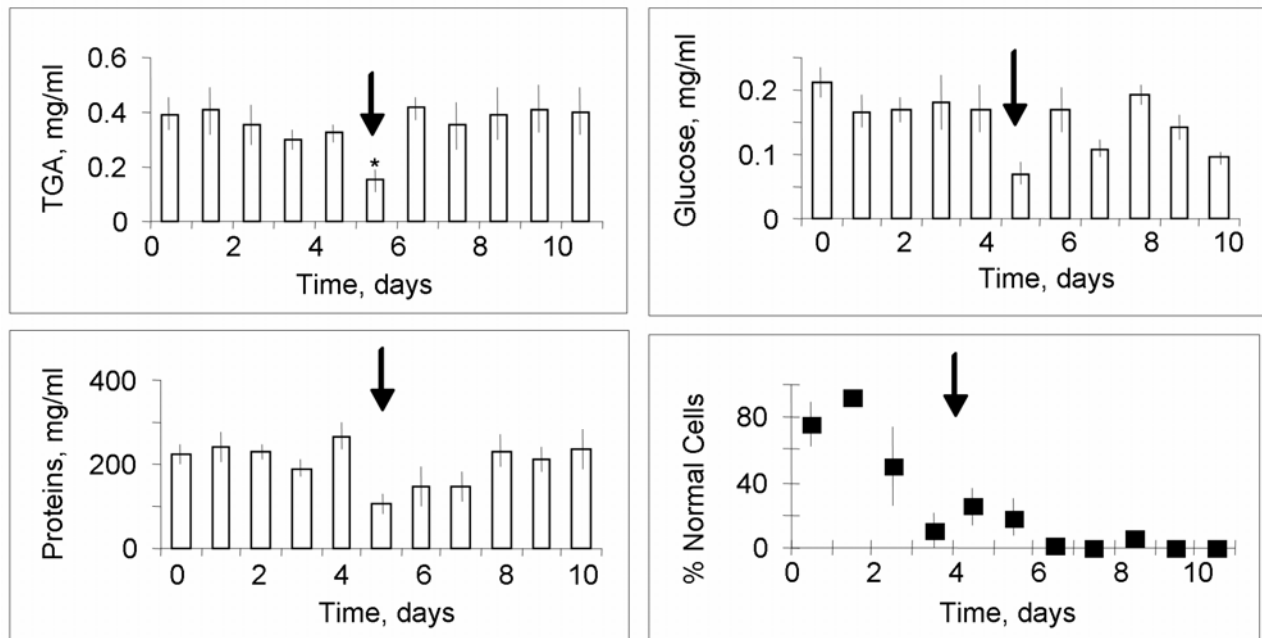 TGA, mg/ml
0.6
0.4
0.2
0
*
0 2 4 6 8 10
Time, days
Glucose, mg/ml
0.2
0.1
0
0 2 4 6 8 10
Time, days
Proteins, mg/ml
400
200
0
0 2 4 6 8 10
Time, days
% Normal Cells
80
40
0
0 2 4 6 8 10
Time, days